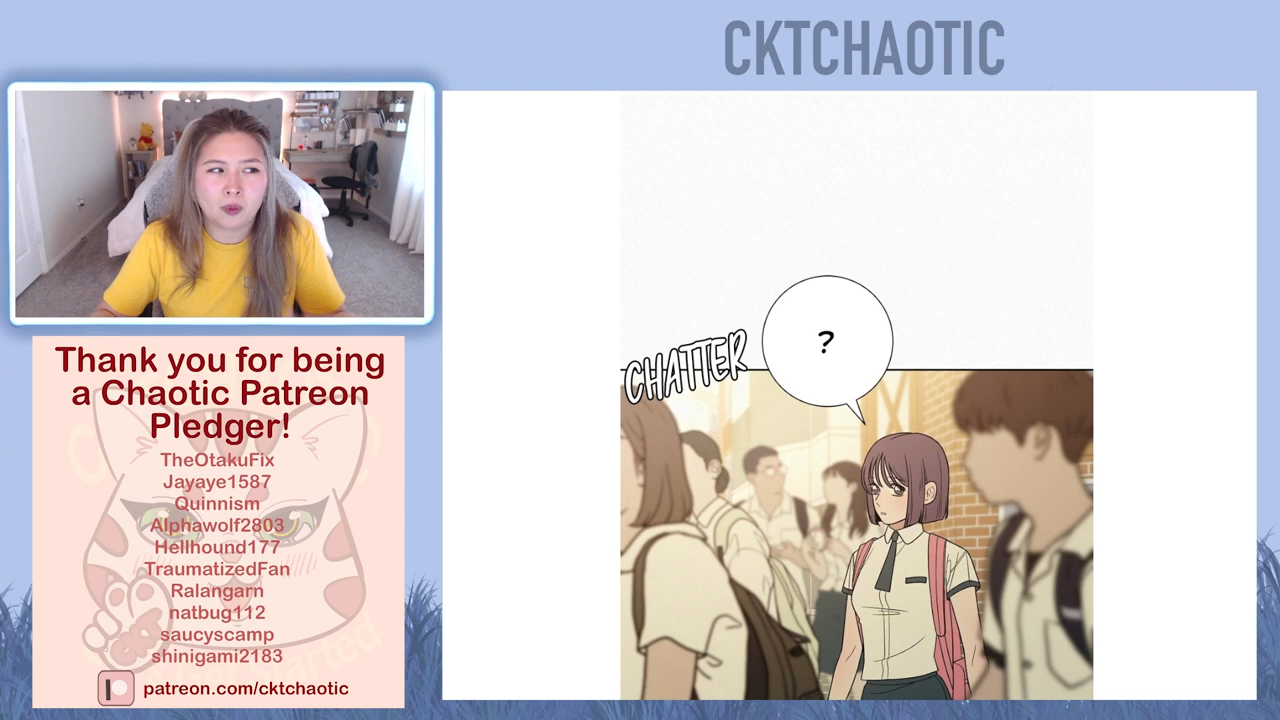 CKTCHAOTIC
Thank you for being
a Chaotic Patreon
Pledger!
TheOtakuFix
Jayaye1587
Quinnism
Alphawolf2803
Hellhound177
TraumatizedFan
Ralangarn
natbug112
saucyscamp
shinigami2183
patreon.com/cktchaotic
CHATTER
?